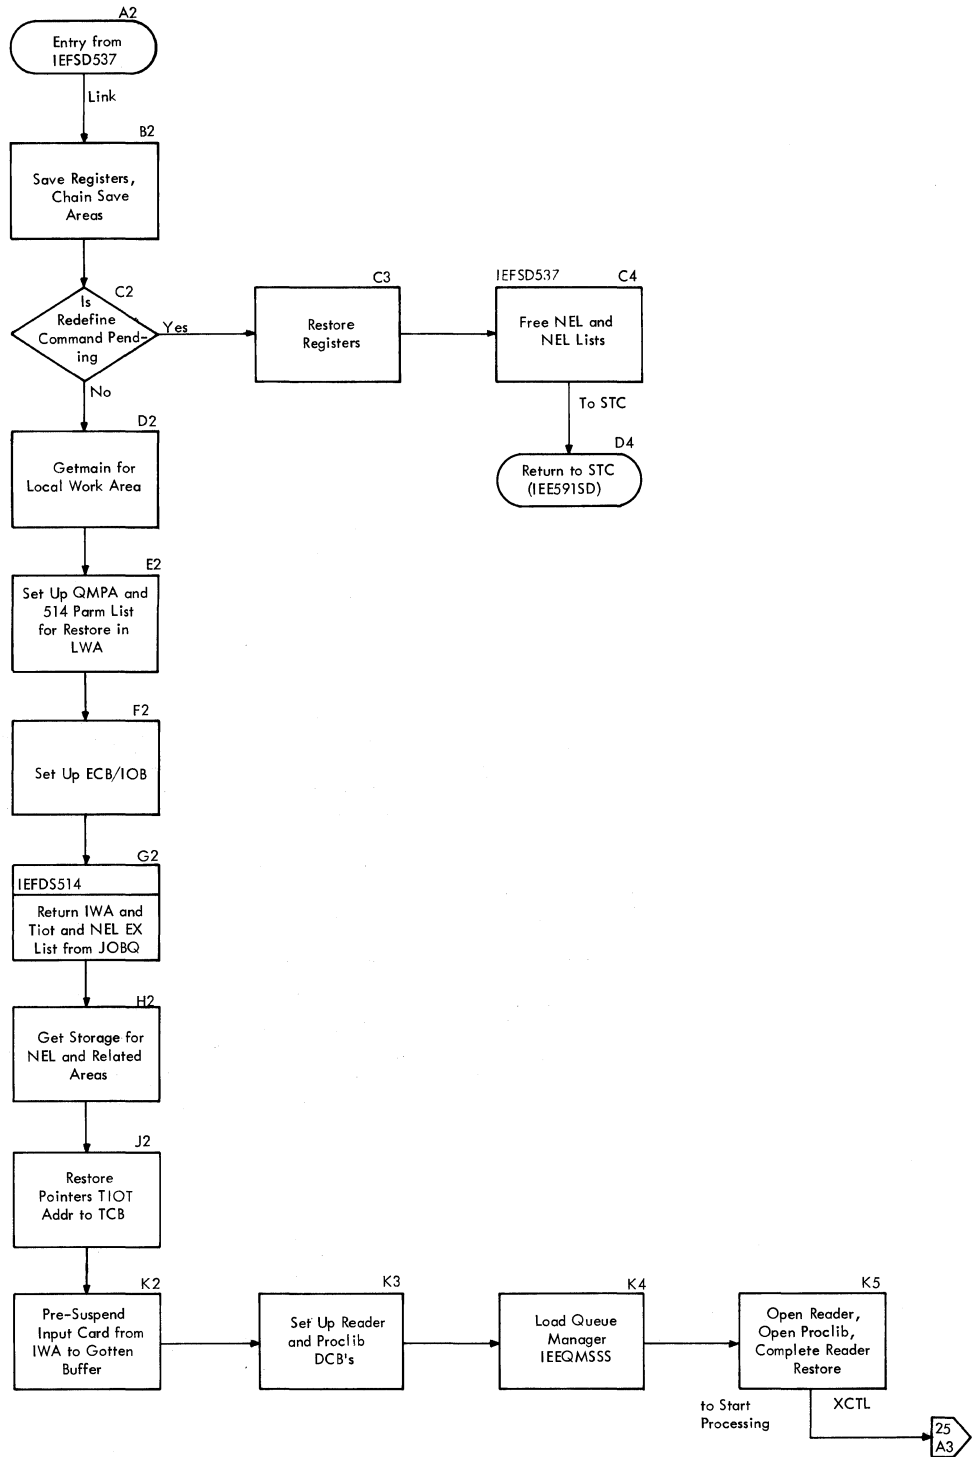 A2
Entry from
IEFSD537
Link
B2
Save Registers,
Chain Save
Areas
C2
Is
Redefine
Command Pend-
ing
Yes
No
C3
Restore
Registers
IEFSD537
C4
Free NEL and
NEL Lists
To STC
D4
Return to STC
(IEE591SD)
D2
Getmain for
Local Work Area
E2
Set Up QMPA and
514 Parm List
for Restore in
LWA
F2
Set Up ECB/IOB
G2
IEFDS514
Return IWA and
Tiot and NEL EX
List from JOBQ
H2
Get Storage for
NEL and Related
Areas
J2
Restore
Pointers TIOT
Addr to TCB
K2
Pre-Suspend
Input Card from
IWA to Gotten
Buffer
K3
Set Up Reader
and Proclib
DCB's
K4
Load Queue
Manager
IEEQMSSS
K5
Open Reader,
Open Proclib,
Complete Reader
Restore
to Start
Processing
XCTL
25
A3